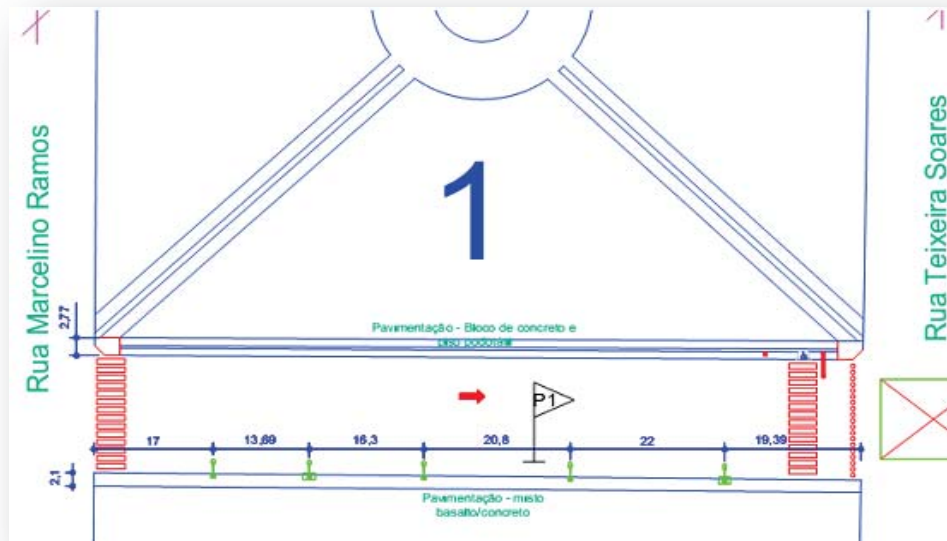 Rua Marcelino Ramos
Rua Teixeira Soares
1
2,77
Pavimentação - Bloco de concreto e
piso podotátil
P1
17
13,69
16,3
20,8
22
19,39
2,1
Pavimentação - misto
basalto/concreto